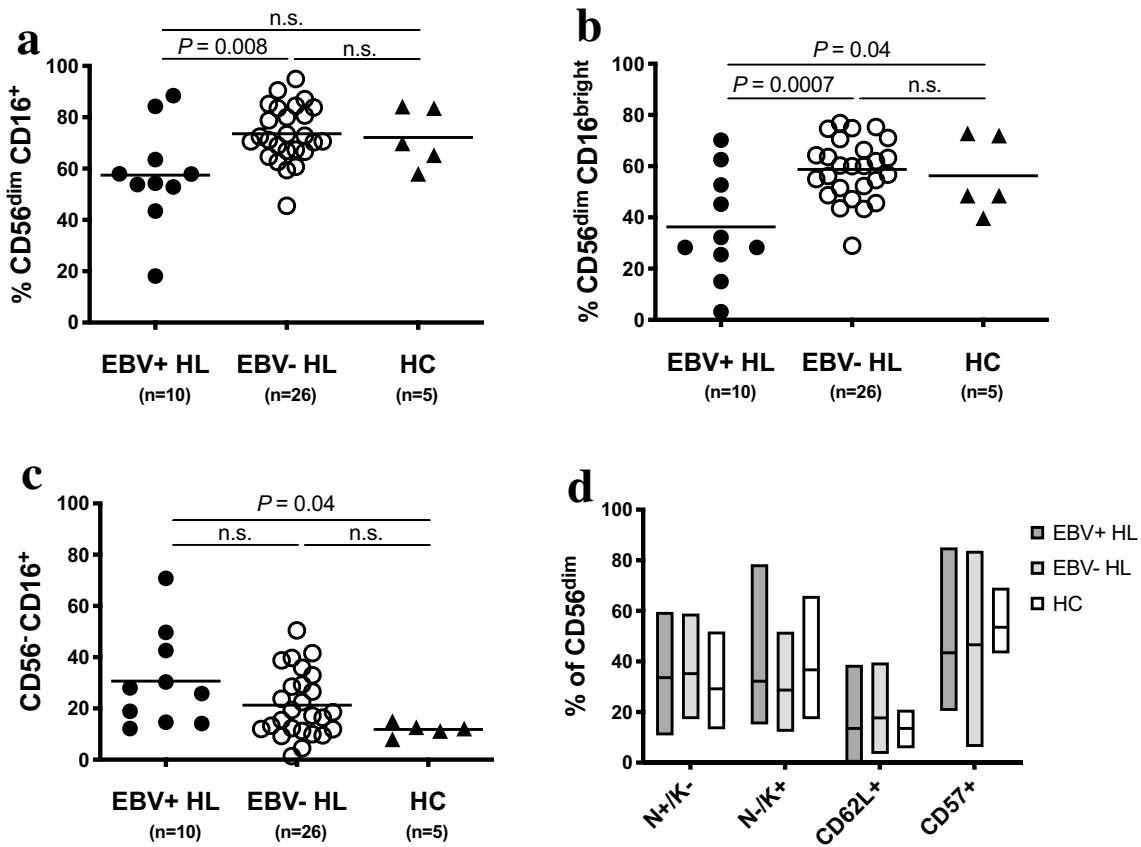 a
n.s.
P = 0.008
n.s.
100
80
60
40
20
0
% CD56dim CD16+
EBV+ HL
EBV- HL
HC
(n=10)
(n=26)
(n=5)
b
P = 0.04
P = 0.0007
n.s.
100
80
60
40
20
0
% CD56dim CD16bright
EBV+ HL
EBV- HL
HC
(n=10)
(n=26)
(n=5)
c
P = 0.04
n.s.
n.s.
100
80
60
40
20
0
CD56- CD16+
EBV+ HL
EBV- HL
HC
(n=10)
(n=26)
(n=5)
d
100
80
60
40
20
0
% of CD56dim
EBV+ HL
EBV- HL
HC
N+/K-
N-/K+
CD62L+
CD57+